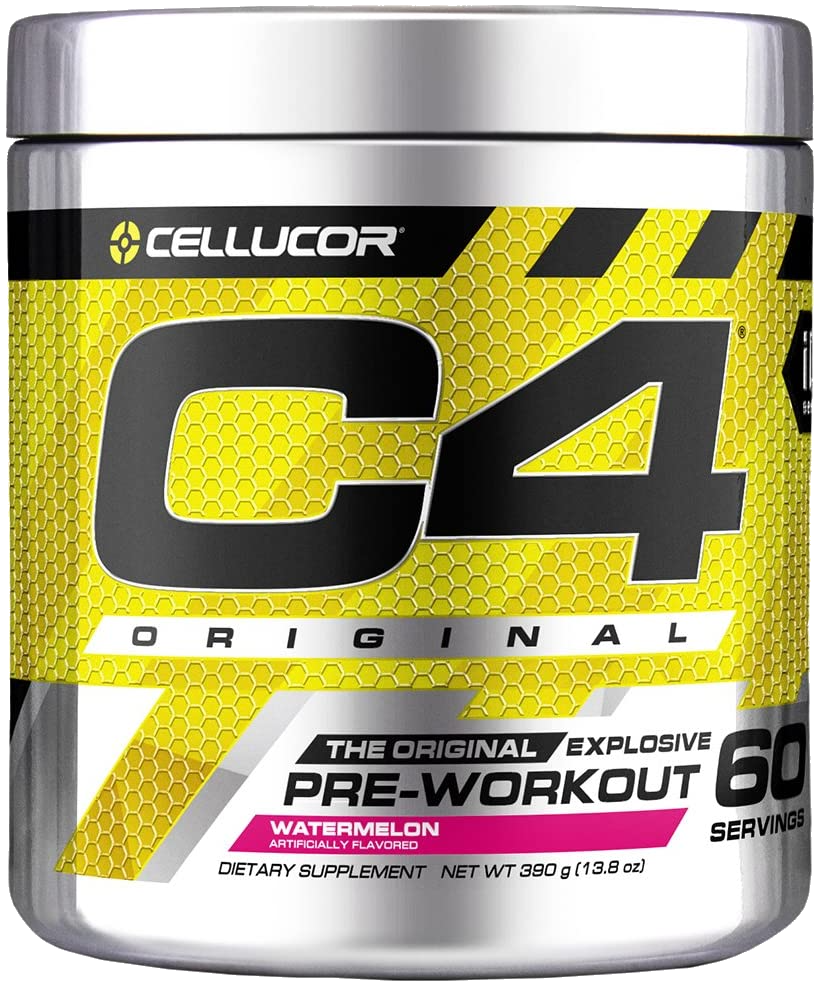 CELLUCOR®
C4®
ORIGINAL
THE ORIGINAL EXPLOSIVE
PRE-WORKOUT
60
SERVINGS
WATERMELON
ARTIFICIALLY FLAVORED
DIETARY SUPPLEMENT NET WT 390 g (13.8 oz)